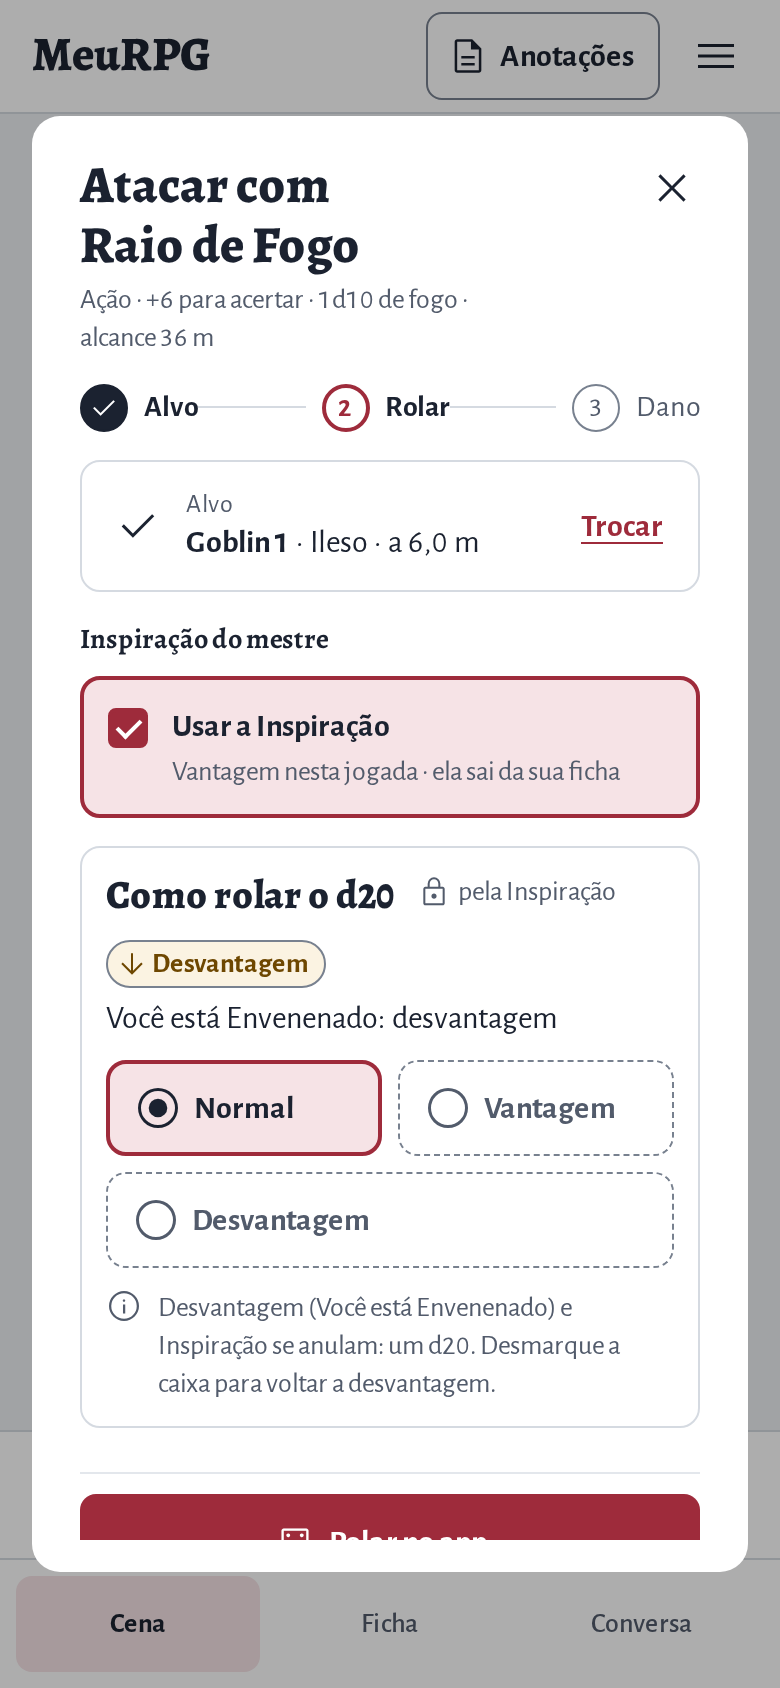 MeuRPG
Anotações
Atacar com
Raio de Fogo
Ação · +6 para acertar · 1d10 de fogo ·
alcance 36 m
Alvo
2 Rolar
3 Dano
Alvo
Goblin 1 · Ileso · a 6,0 m
Trocar
Inspiração do mestre
Usar a Inspiração
Vantagem nesta jogada · ela sai da sua ficha
Como rolar o d20
pela Inspiração
Desvantagem
Você está Envenenado: desvantagem
Normal
Vantagem
Desvantagem
Desvantagem (Você está Envenenado) e
Inspiração se anulam: um d20. Desmarque a
caixa para voltar a desvantagem.
Rolar no app
Cena
Ficha
Conversa